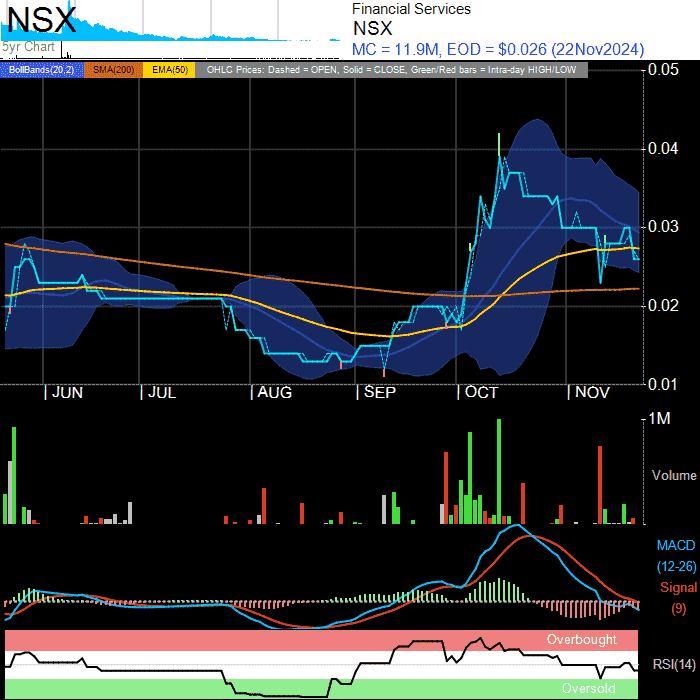 NSX
5yr Chart
Financial Services
NSX
MC = 11.9M, EOD = $0.026 (22Nov2024)
BollBands(20,2) SMA(200) EMA(50) OHLC Prices: Dashed = OPEN, Solid = CLOSE, Green/Red bars = Intra-day HIGH/LOW
0.05
0.04
0.03
0.02
0.01
JUN JUL AUG SEP OCT NOV
1M
Volume
MACD
(12-26)
Signal
(9)
Overbought
RSI(14)
Oversold